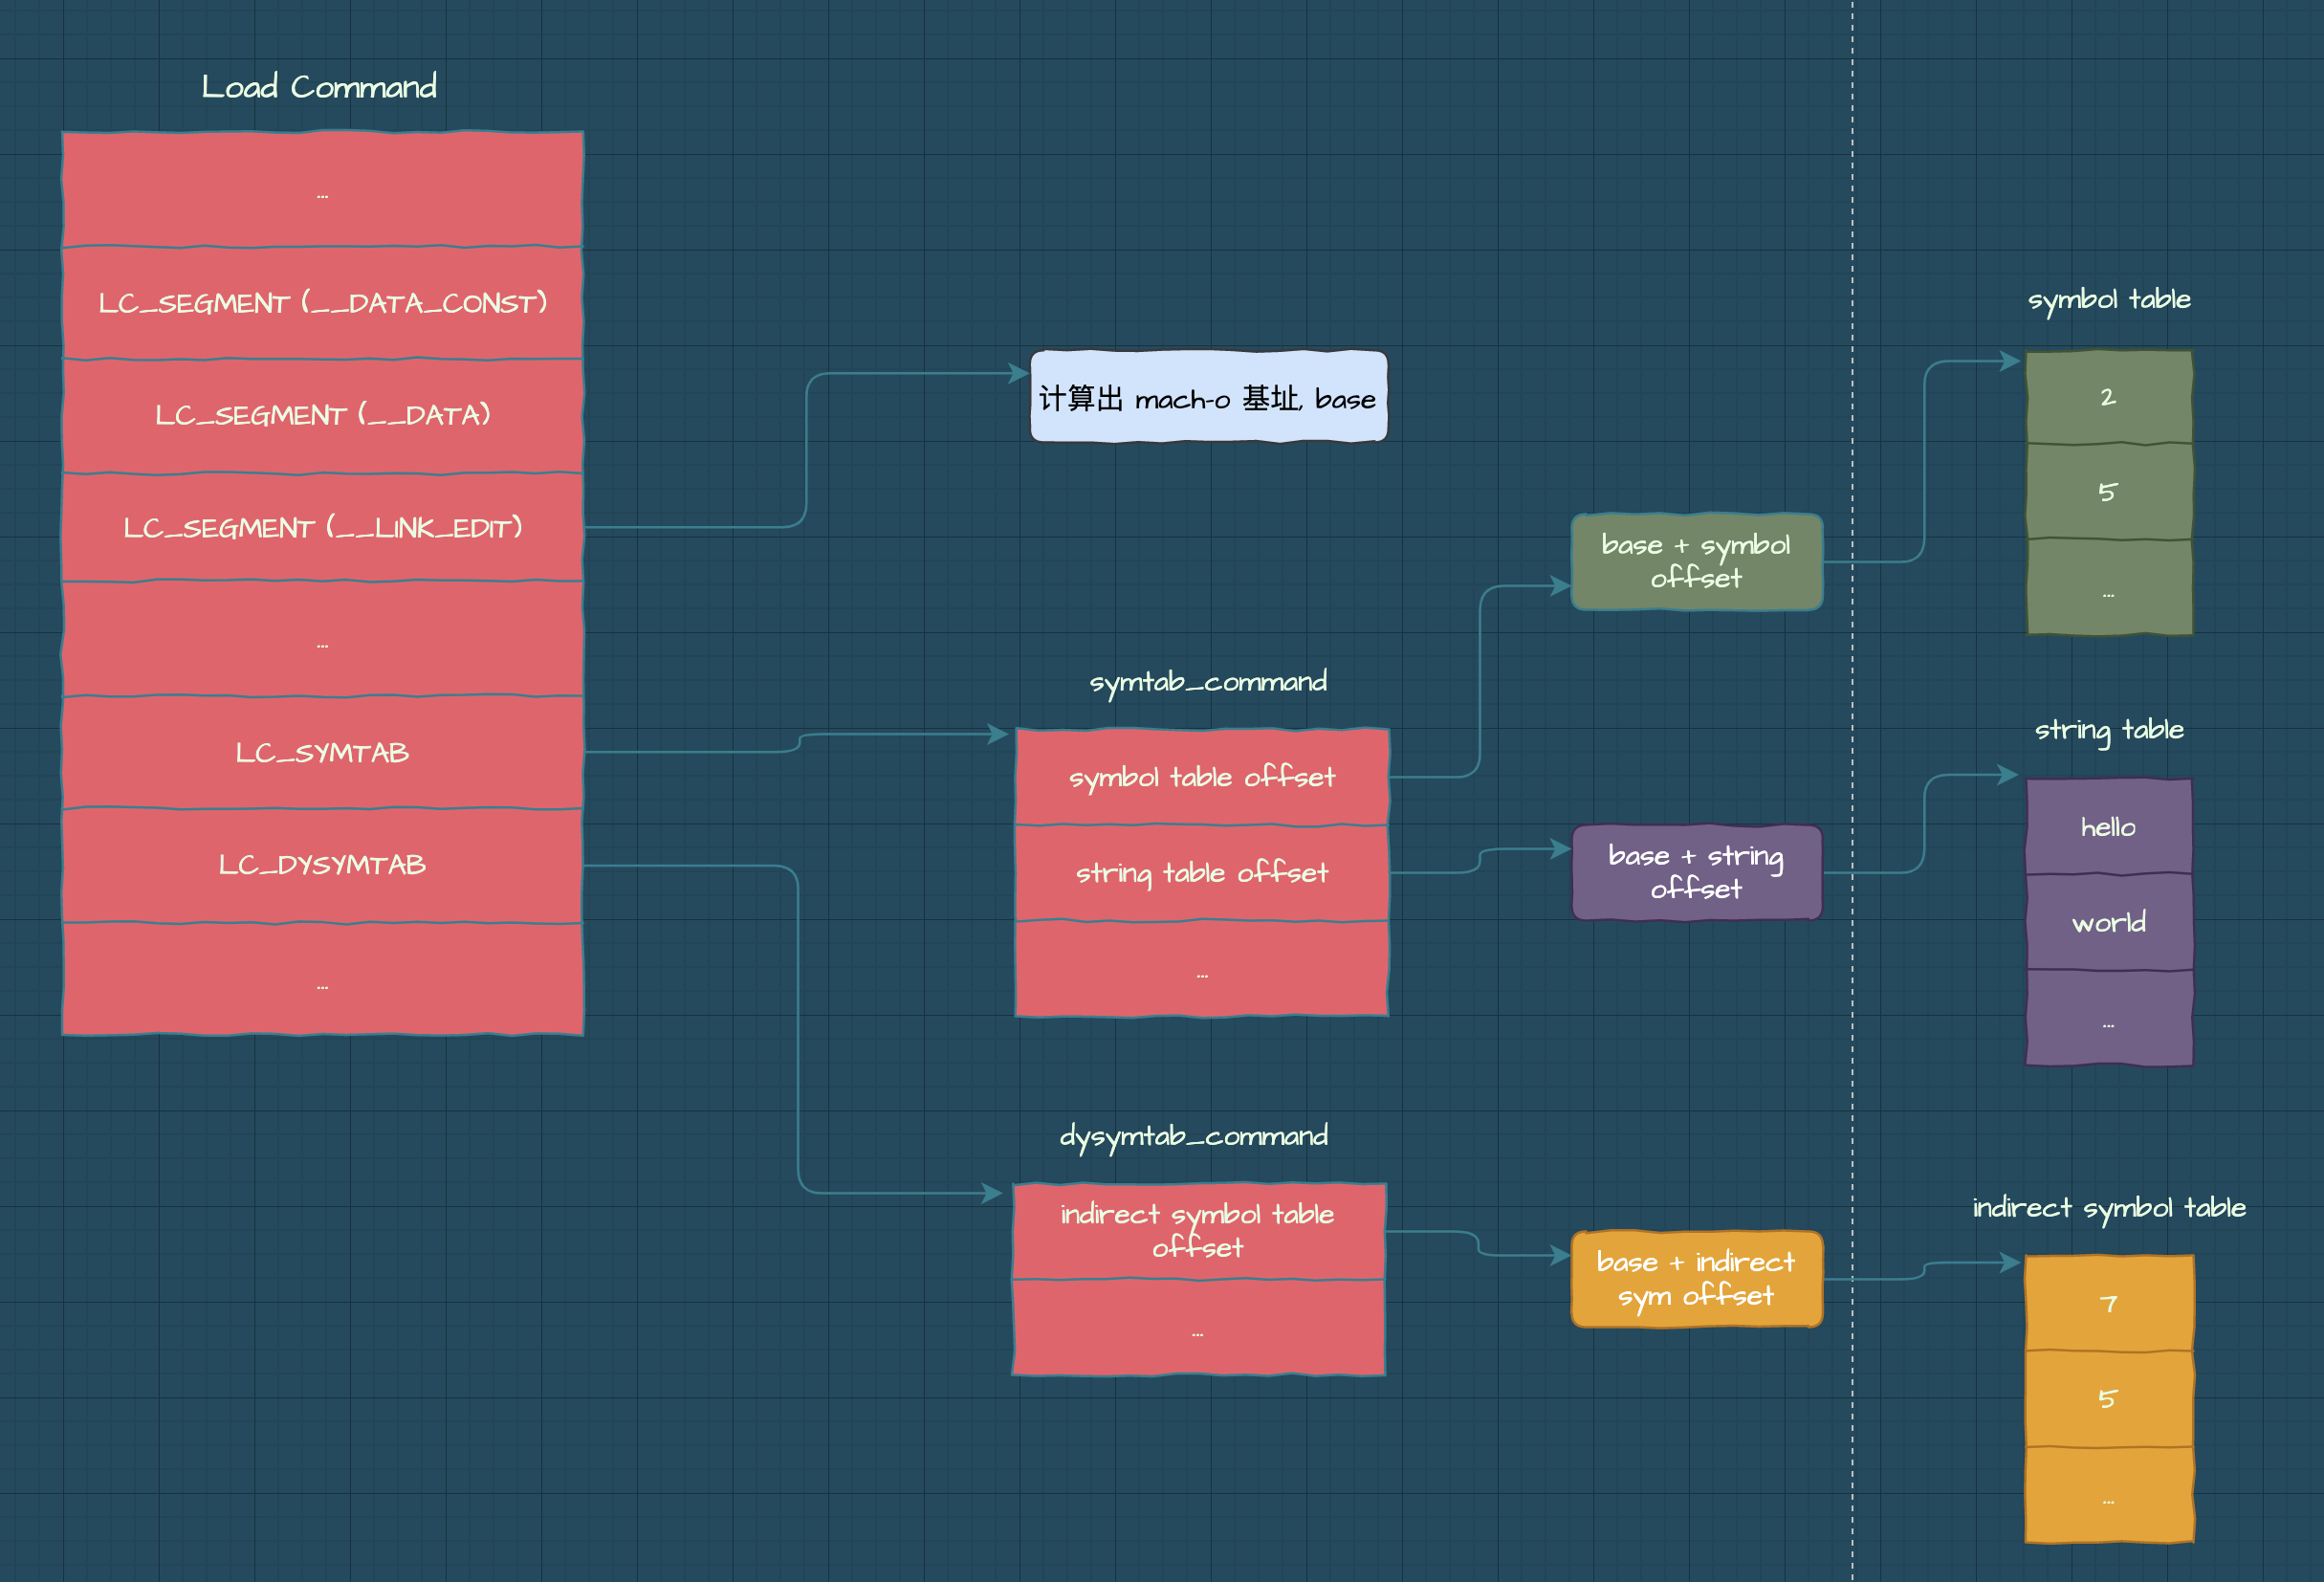 Load Command
...
LC_SEGMENT (__DATA_CONST)
LC_SEGMENT (__DATA)
LC_SEGMENT (__LINK_EDIT)
...
LC_SYMTAB
LC_DYSYMTAB
...
计算出 mach-o 基址, base
symtab_command
symbol table offset
string table offset
...
dysymtab_command
indirect symbol table
offset
...
base + symbol
offset
base + string
offset
base + indirect
sym offset
symbol table
2
5
...
string table
hello
world
...
indirect symbol table
7
5
...